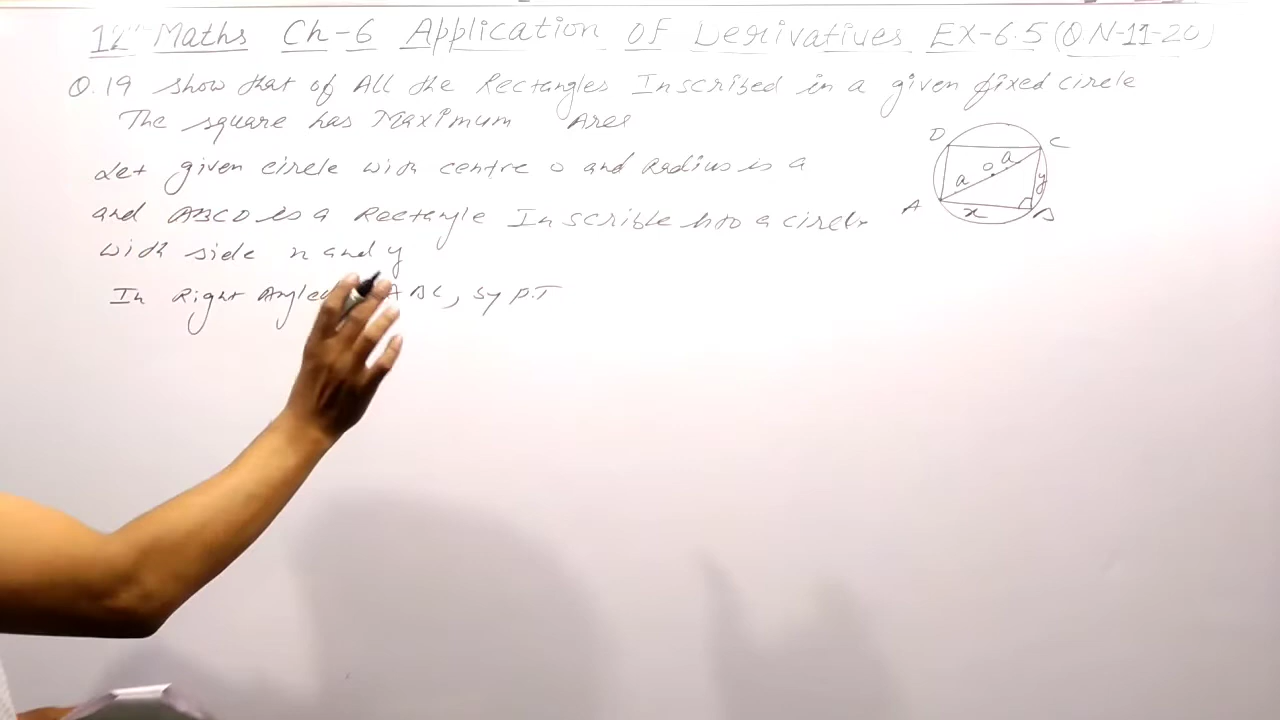 12th Maths Ch-6 Application OF Derivatives EX-6.5 (Q.N-11-20)
Q.19 show that of All the Rectangles Inscribed in a given fixed circle
The square has Maximum Area
Let given circle with centre O and Radius is a
and ABCD is a Rectangle Inscrible Into a circle
with side x and y
In Right Angled ABC, by P.T
D C
a O a
y
A x B